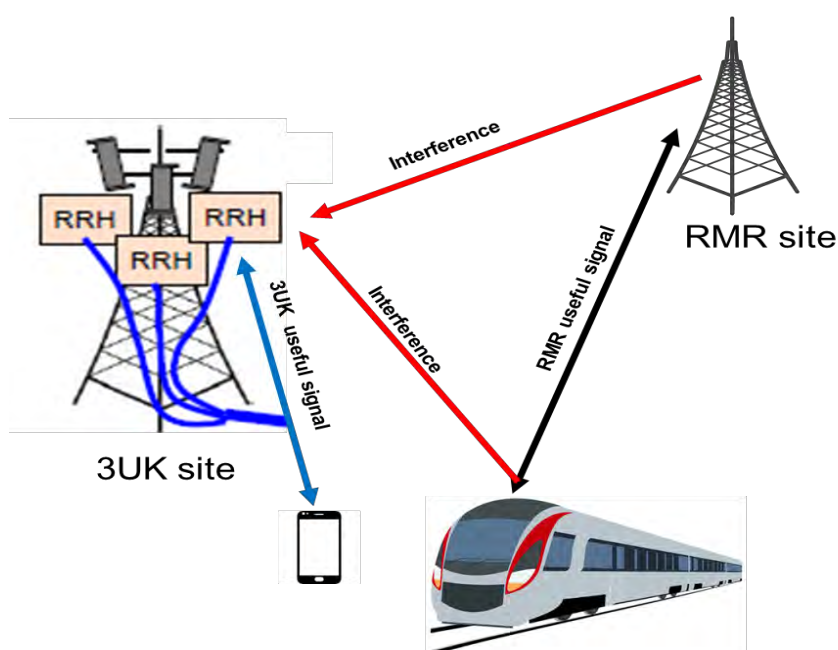 Interference
RMR site
RRH
RRH
RRH
3UK useful signal
Interference
RMR useful signal
3UK site